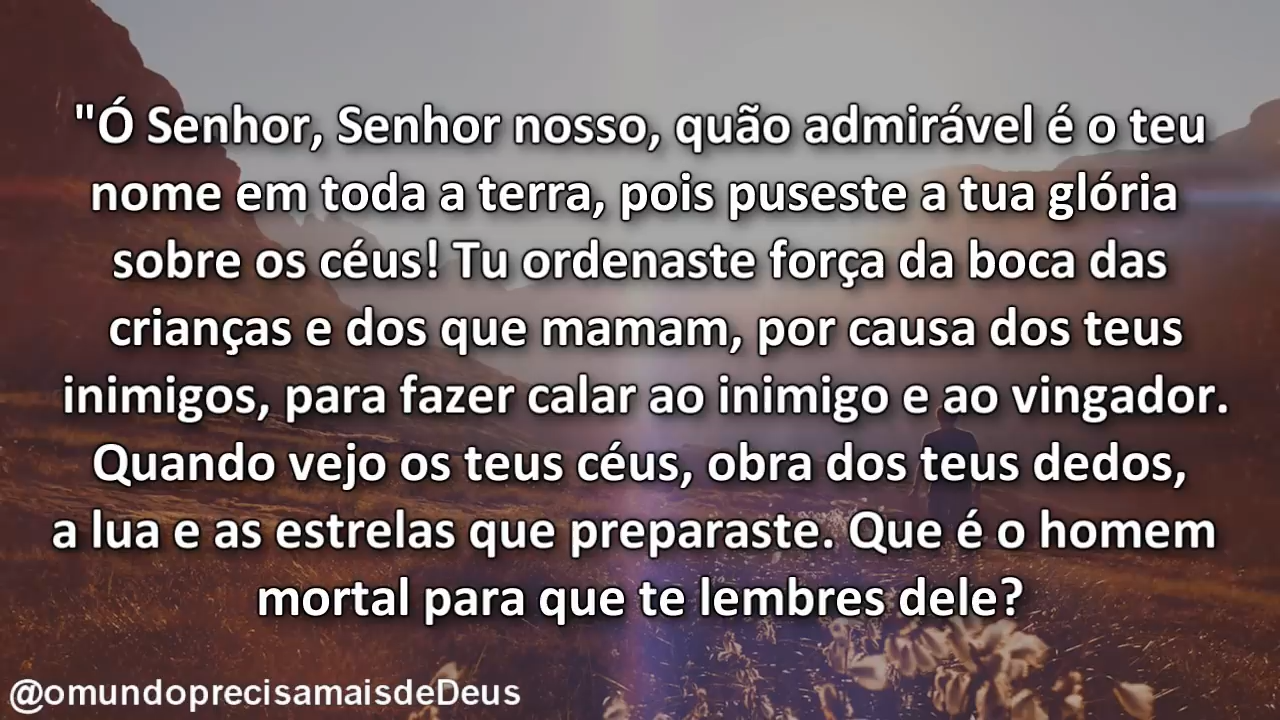 "Ó Senhor, Senhor nosso, quão admirável é o teu
nome em toda a terra, pois puseste a tua glória
sobre os céus! Tu ordenaste força da boca das
crianças e dos que mamam, por causa dos teus
inimigos, para fazer calar ao inimigo e ao vingador.
Quando vejo os teus céus, obra dos teus dedos,
a lua e as estrelas que preparaste. Que é o homem
mortal para que te lembres dele?
@omundoprecisamaisdeDeus